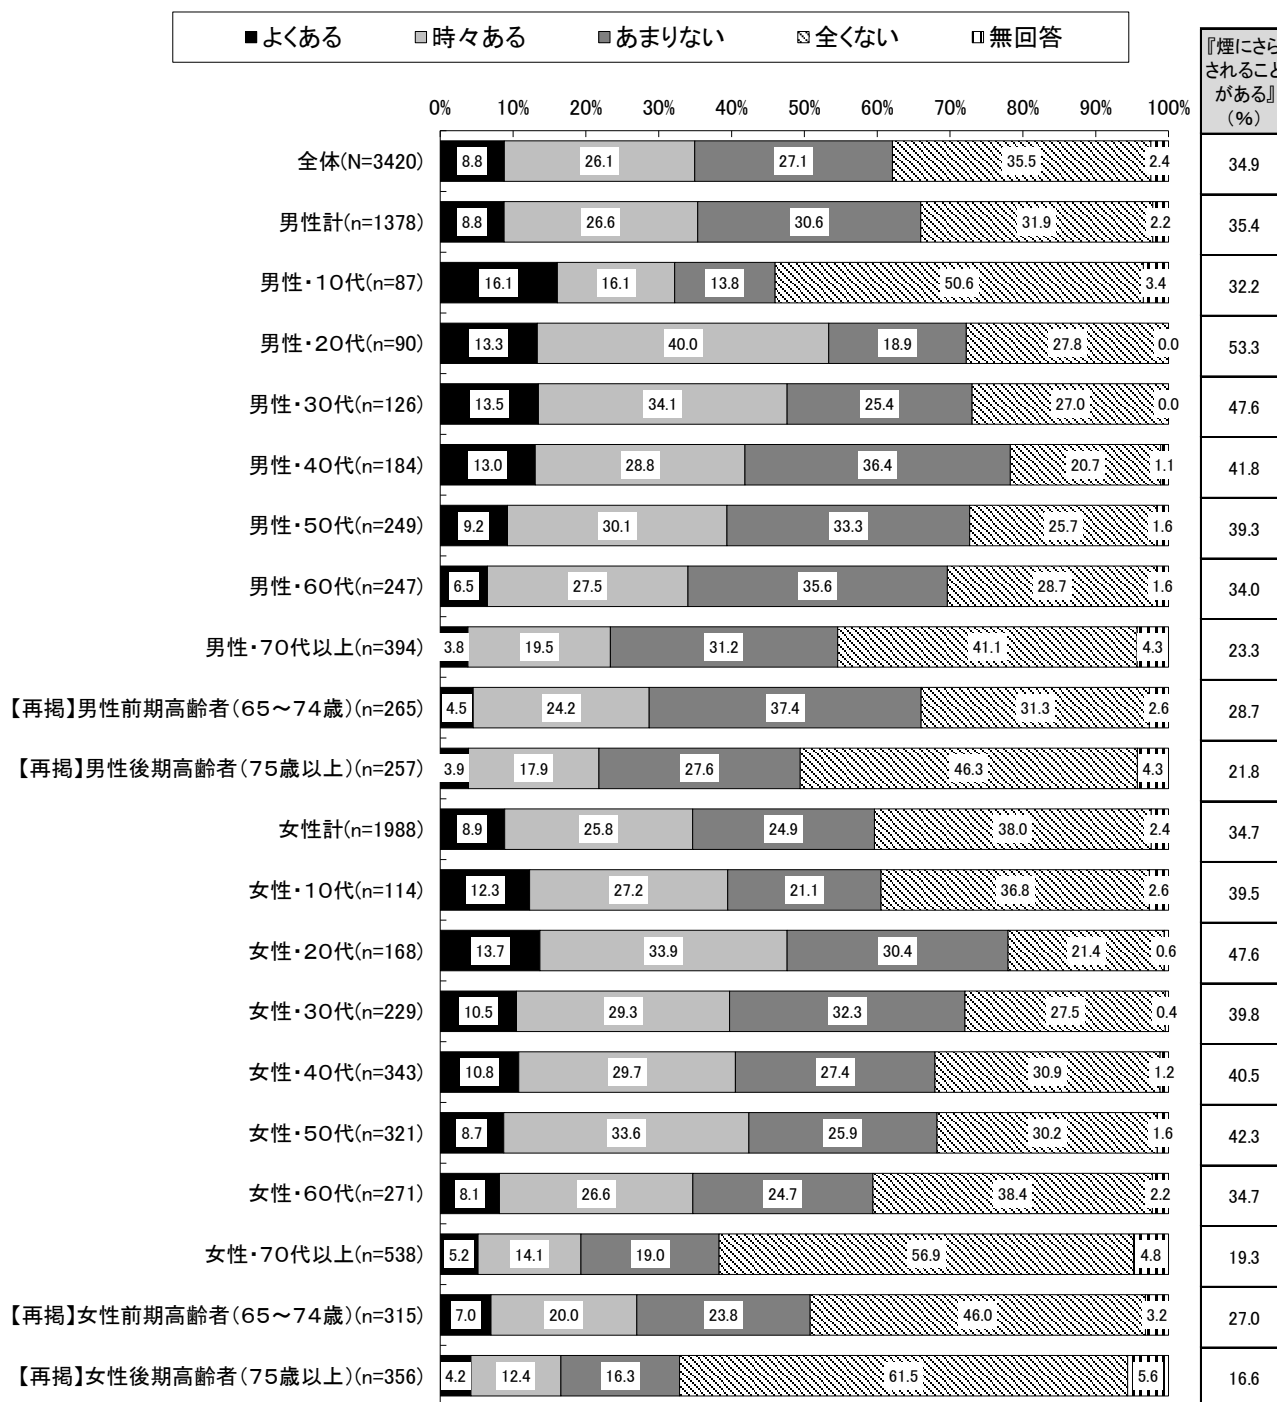 よくある 時々ある あまりない 全くない 無回答
『煙にさら
されること
がある』
(%)
0% 10% 20% 30% 40% 50% 60% 70% 80% 90% 100%
全体(N=3420) 8.8 26.1 27.1 35.5 2.4 34.9
男性計(n=1378) 8.8 26.6 30.6 31.9 2.2 35.4
男性・10代(n=87) 16.1 16.1 13.8 50.6 3.4 32.2
男性・20代(n=90) 13.3 40.0 18.9 27.8 0.0 53.3
男性・30代(n=126) 13.5 34.1 25.4 27.0 0.0 47.6
男性・40代(n=184) 13.0 28.8 36.4 20.7 1.1 41.8
男性・50代(n=249) 9.2 30.1 33.3 25.7 1.6 39.3
男性・60代(n=247) 6.5 27.5 35.6 28.7 1.6 34.0
男性・70代以上(n=394) 3.8 19.5 31.2 41.1 4.3 23.3
【再掲】男性前期高齢者(65~74歳)(n=265) 4.5 24.2 37.4 31.3 2.6 28.7
【再掲】男性後期高齢者(75歳以上)(n=257) 3.9 17.9 27.6 46.3 4.3 21.8
女性計(n=1988) 8.9 25.8 24.9 38.0 2.4 34.7
女性・10代(n=114) 12.3 27.2 21.1 36.8 2.6 39.5
女性・20代(n=168) 13.7 33.9 30.4 21.4 0.6 47.6
女性・30代(n=229) 10.5 29.3 32.3 27.5 0.4 39.8
女性・40代(n=343) 10.8 29.7 27.4 30.9 1.2 40.5
女性・50代(n=321) 8.7 33.6 25.9 30.2 1.6 42.3
女性・60代(n=271) 8.1 26.6 24.7 38.4 2.2 34.7
女性・70代以上(n=538) 5.2 14.1 19.0 56.9 4.8 19.3
【再掲】女性前期高齢者(65~74歳)(n=315) 7.0 20.0 23.8 46.0 3.2 27.0
【再掲】女性後期高齢者(75歳以上)(n=356) 4.2 12.4 16.3 61.5 5.6 16.6